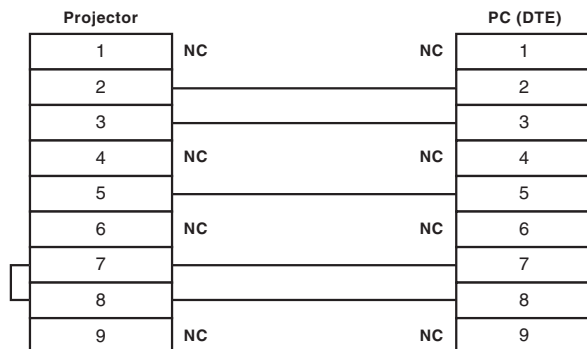 Projector PC (DTE)
1 NC NC 1
2 2
3 3
4 NC NC 4
5 5
6 NC NC 6
7 7
8 8
9 NC NC 9